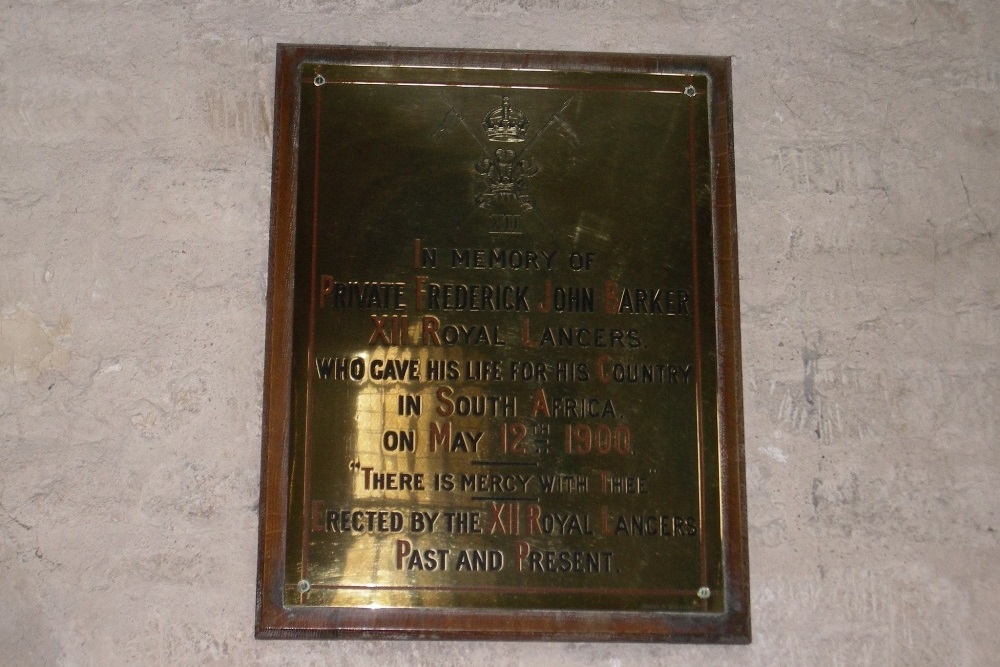 XII
IN MEMORY OF
PRIVATE FREDERICK JOHN BARKER,
XII ROYAL LANCERS.
WHO GAVE HIS LIFE FOR HIS COUNTRY
IN SOUTH AFRICA.
ON MAY 12TH 1900.
"THERE IS MERCY WITH THEE"
ERECTED BY THE XII ROYAL LANCERS
PAST AND PRESENT.